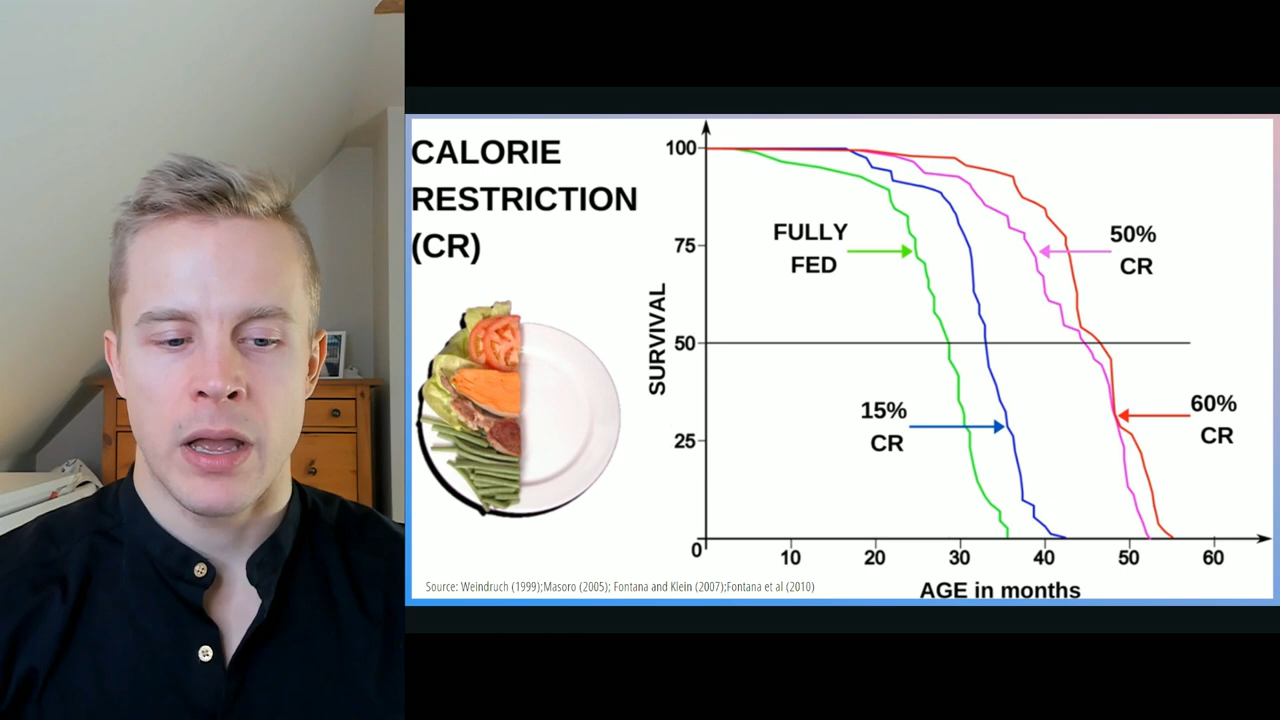 CALORIE
RESTRICTION
(CR)
100
75
50
25
0
SURVIVAL
FULLY
FED
50%
CR
15%
CR
60%
CR
10 20 30 40 50 60
AGE in months
Source: Weindruch (1999);Masoro (2005); Fontana and Klein (2007);Fontana et al (2010)